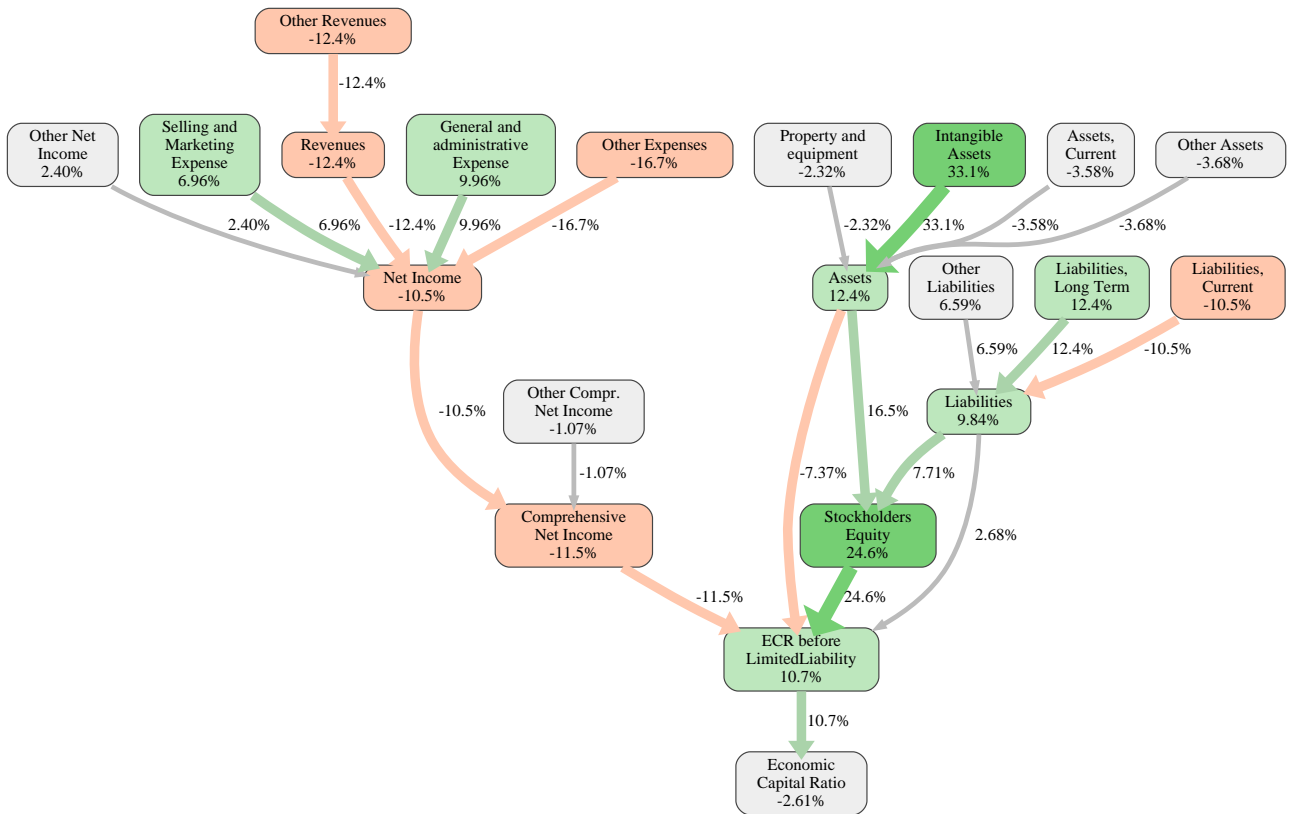 Other Revenues
-12.4%
-12.4%
Other Net
Income
2.40%
Selling and
Marketing
Expense
6.96%
Revenues
-12.4%
General and
administrative
Expense
9.96%
Other Expenses
-16.7%
Property and
equipment
-2.32%
Intangible
Assets
33.1%
Assets,
Current
-3.58%
Other Assets
-3.68%
2.40%
6.96%
-12.4%
9.96%
-16.7%
-2.32%
33.1%
-3.58%
-3.68%
Net Income
-10.5%
Assets
12.4%
Other
Liabilities
6.59%
Liabilities,
Long Term
12.4%
Liabilities,
Current
-10.5%
6.59%
12.4%
-10.5%
Other Compr.
Net Income
-1.07%
Liabilities
9.84%
-10.5%
16.5%
-1.07%
-7.37%
7.71%
Comprehensive
Net Income
-11.5%
Stockholders
Equity
24.6%
2.68%
-11.5%
24.6%
ECR before
LimitedLiability
10.7%
10.7%
Economic
Capital Ratio
-2.61%